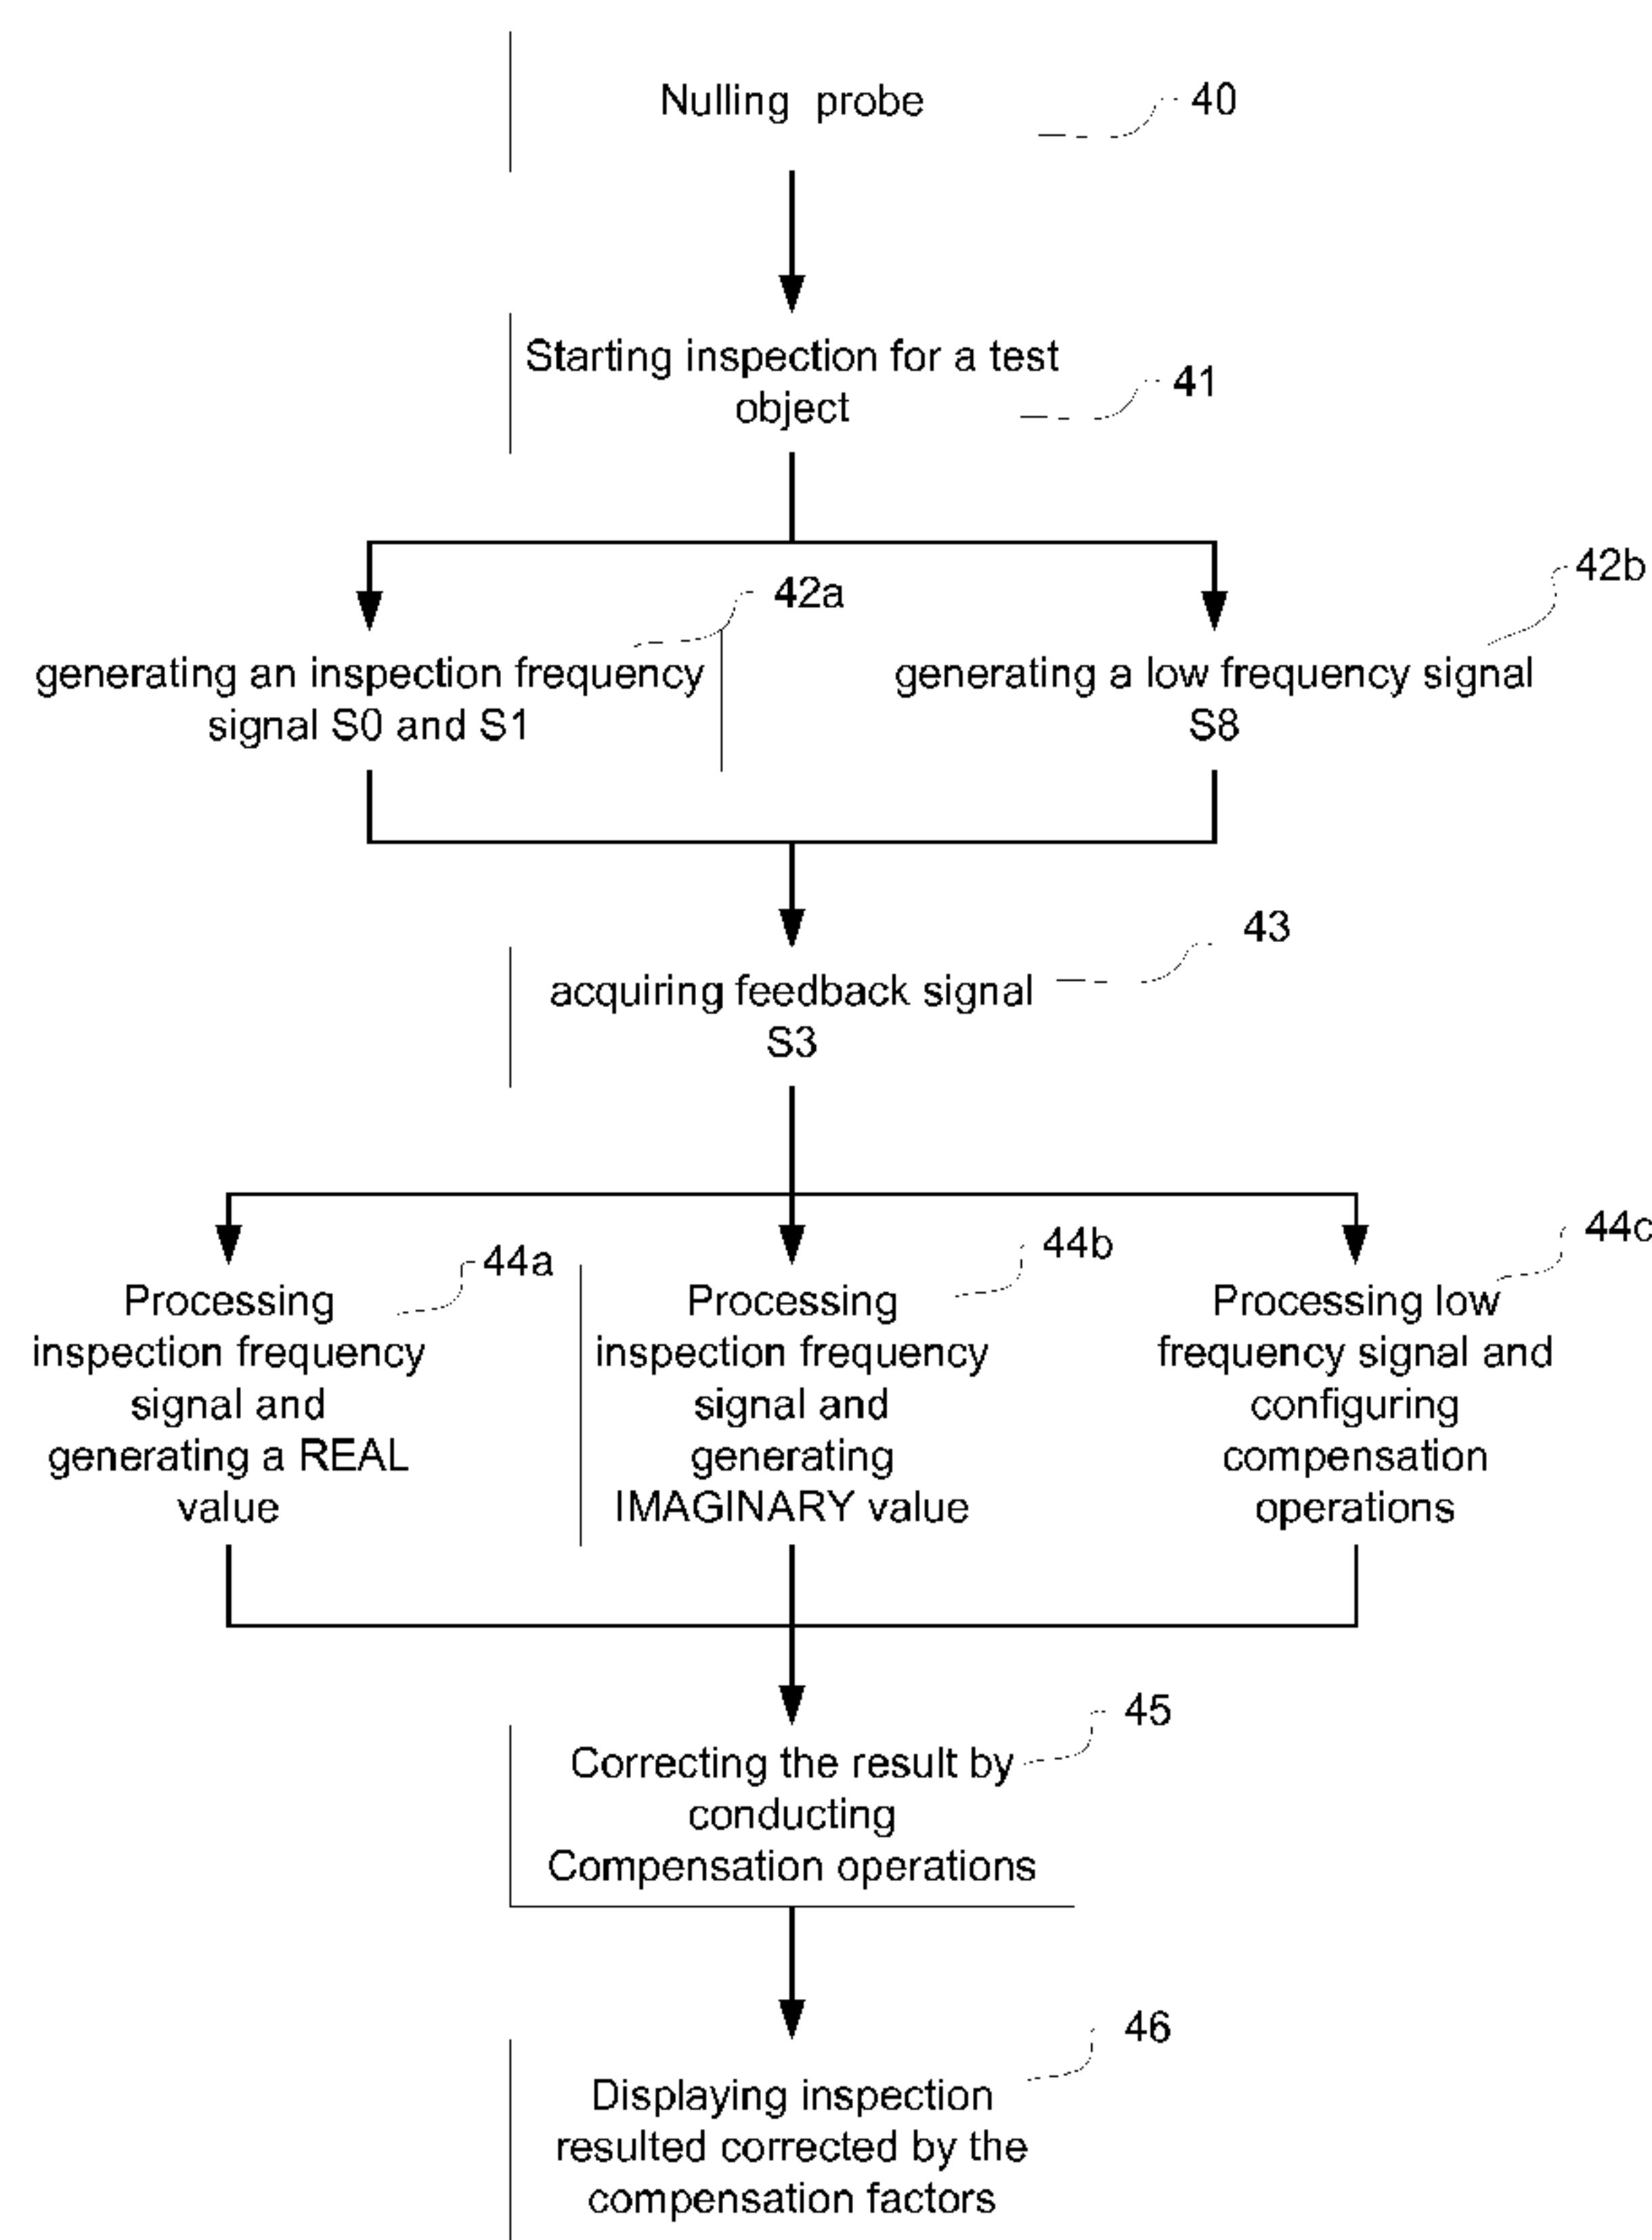 Nulling probe
40
Starting inspection for a test
object
41
42a
42b
generating an inspection frequency
signal S0 and S1
generating a low frequency signal
S8
43
acquiring feedback signal
S3
44a
44b
44c
Processing
inspection frequency
signal and
generating a REAL
value
Processing
inspection frequency
signal and
generating
IMAGINARY value
Processing low
frequency signal and
configuring
compensation
operations
45
Correcting the result by
conducting
Compensation operations
46
Displaying inspection
resulted corrected by the
compensation factors